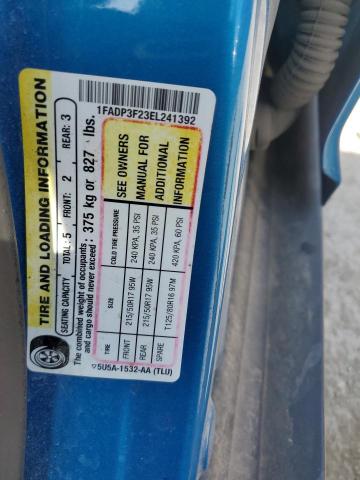 1FADP3F23EL241392
TIRE AND LOADING INFORMATION
SEATING CAPACITY TOTAL: 5 FRONT: 2 REAR: 3
The combined weight of occupants
and cargo should never exceed: 375 kg or 827 lbs.
TIRE SIZE COLD TIRE PRESSURE
FRONT 215/50R17 95W 240 KPA, 35 PSI
REAR 215/50R17 95W 240 KPA, 35 PSI
SPARE T125/80R16 97M 420 KPA, 60 PSI
SEE OWNERS
MANUAL FOR
ADDITIONAL
INFORMATION
5U5A-1532-AA (TLU)